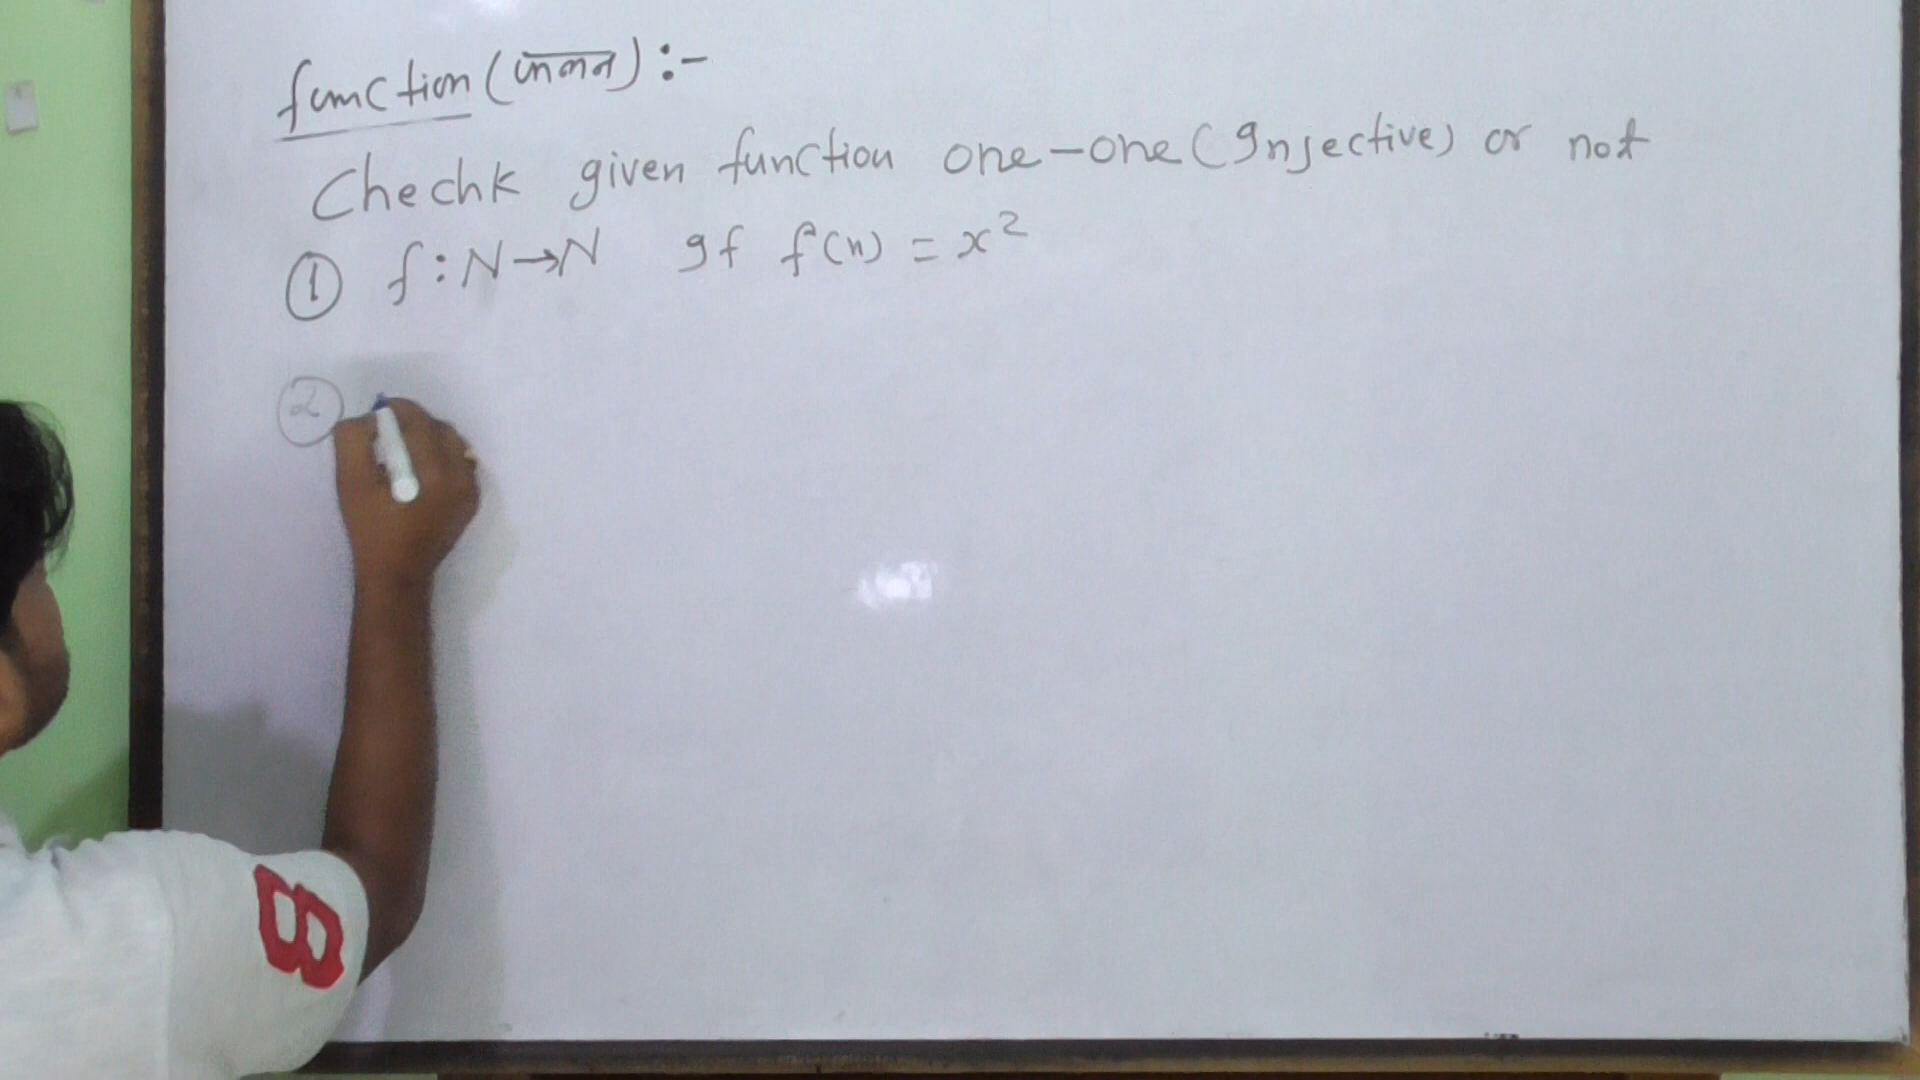 function (फलन) :-
Chechk given function one-one (Injective) or not
① f : N→N If f(n) = x²
②
B